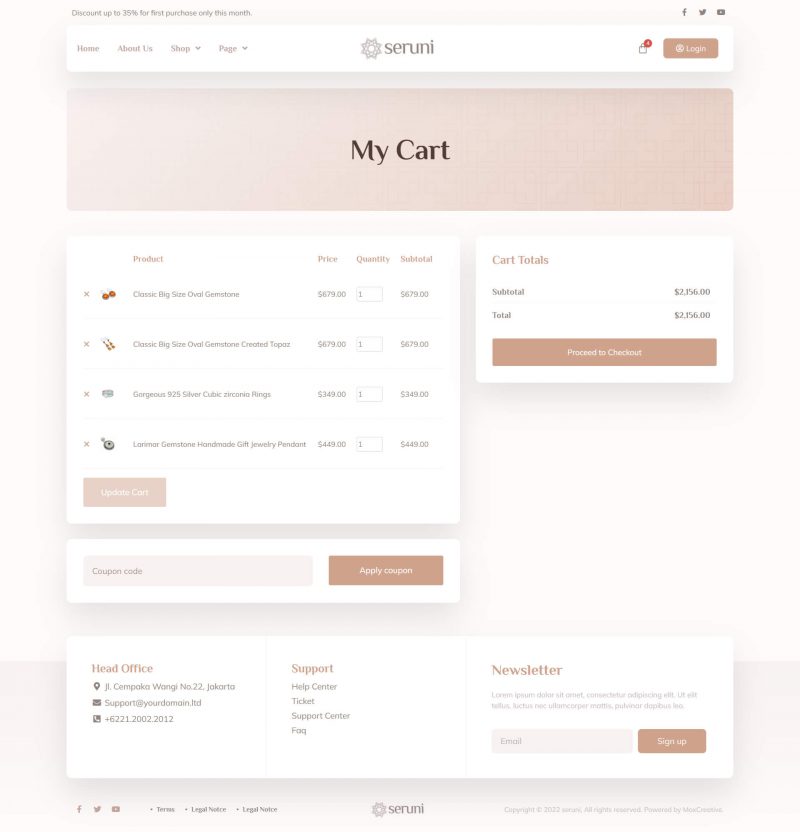 Discount up to 35% for first purchase only this month.
Home About Us Shop Page seruni 4 Login
My Cart
Product Price Quantity Subtotal
× Classic Big Size Oval Gemstone $679.00 1 $679.00
× Classic Big Size Oval Gemstone Created Topaz $679.00 1 $679.00
× Gorgeous 925 Silver Cubic zirconia Rings $349.00 1 $349.00
× Larimar Gemstone Handmade Gift Jewelry Pendant $449.00 1 $449.00
Update Cart
Coupon code Apply coupon
Cart Totals
Subtotal $2,156.00
Total $2,156.00
Proceed to Checkout
Head Office
Jl. Cempaka Wangi No.22, Jakarta
Support@yourdomain.ltd
+6221.2002.2012
Support
Help Center
Ticket
Support Center
Faq
Newsletter
Lorem ipsum dolor sit amet, consectetur adipiscing elit. Ut elit
tellus, luctus nec ullamcorper mattis, pulvinar dapibus leo.
Email Sign up
• Terms • Legal Notce • Legal Notce seruni Copyright © 2022 seruni, All rights reserved. Powered by MoxCreative.